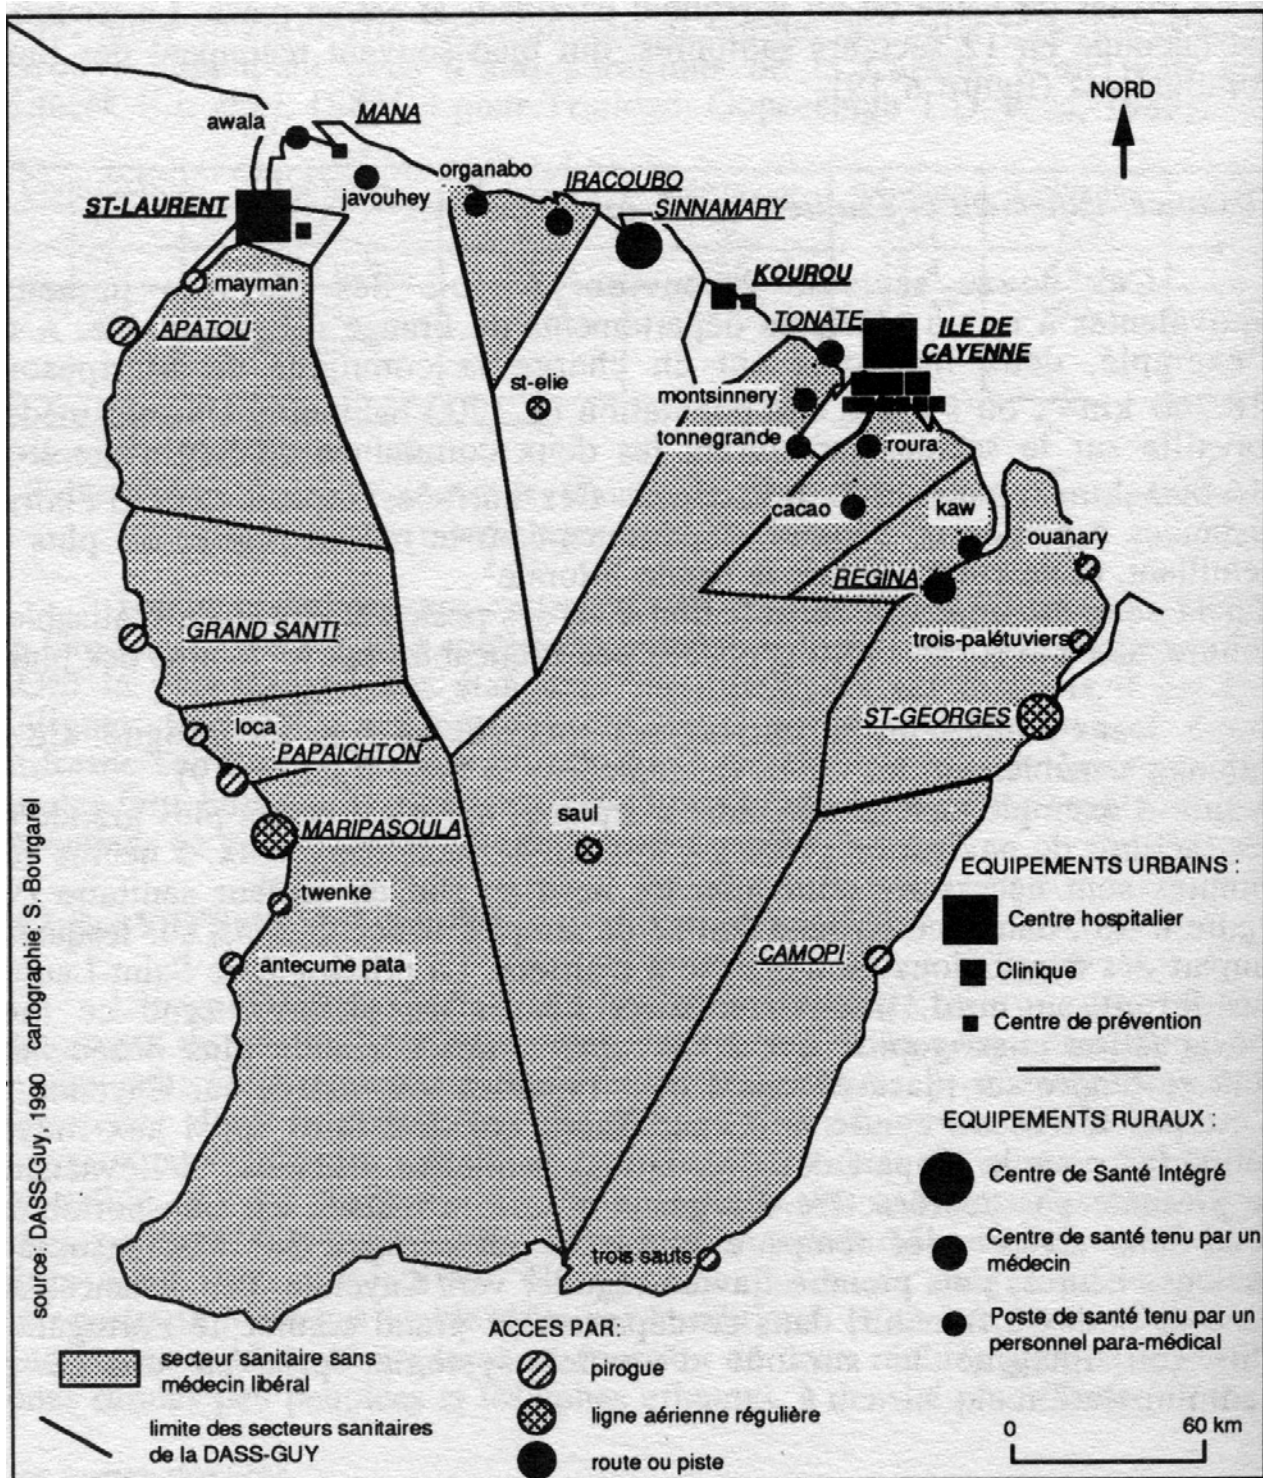 NORD
MANA
awala
organabo
IRACOUBO
javouhey
ST-LAURENT
SINNAMARY
mayman
KOUROU
APATOU
TONATE
ILE DE
CAYENNE
st-elie
montsinnery
tonnegrande
roura
cacao
kaw
ouanary
REGINA
GRAND SANTI
trois-palétuviers
loca
ST-GEORGES
PAPAICHTON
saul
MARIPASOULA
twenke
CAMOPI
antecume pata
trois sauts
EQUIPEMENTS URBAINS :
Centre hospitalier
Clinique
Centre de prévention
EQUIPEMENTS RURAUX :
Centre de Santé Intégré
Centre de santé tenu par un
médecin
Poste de santé tenu par un
personnel para-médical
source: DASS-Guy, 1990 cartographie: S. Bourgarel
secteur sanitaire sans
médecin libéral
limite des secteurs sanitaires
de la DASS-GUY
ACCES PAR:
pirogue
ligne aérienne régulière
route ou piste
0 60 km